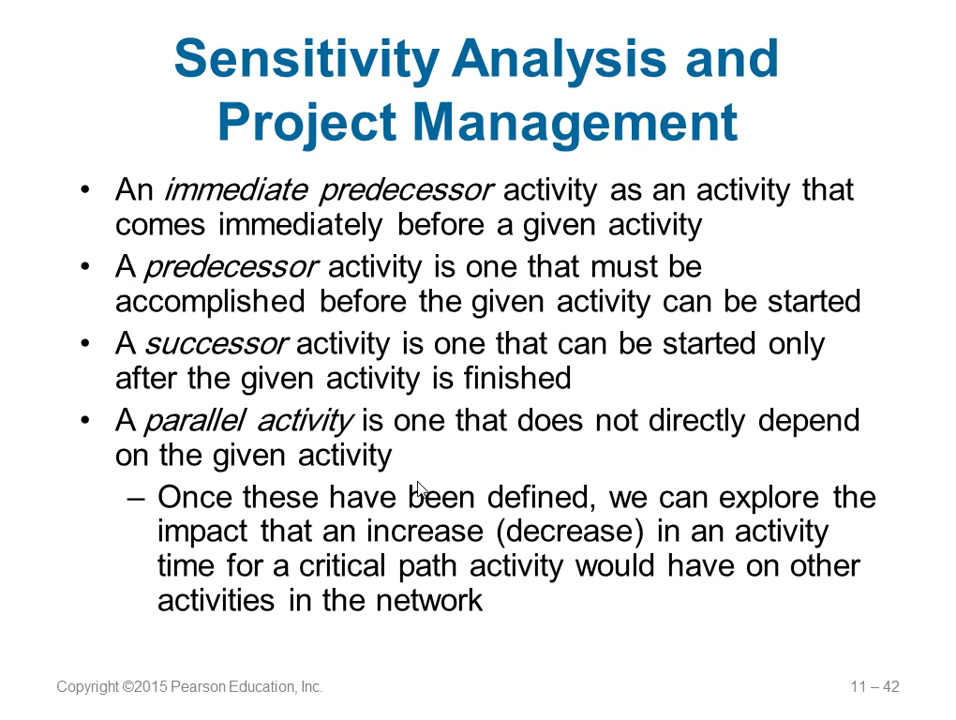 Sensitivity Analysis and
Project Management
• An immediate predecessor activity as an activity that
comes immediately before a given activity
• A predecessor activity is one that must be
accomplished before the given activity can be started
• A successor activity is one that can be started only
after the given activity is finished
• A parallel activity is one that does not directly depend
on the given activity
– Once these have been defined, we can explore the
impact that an increase (decrease) in an activity
time for a critical path activity would have on other
activities in the network
Copyright ©2015 Pearson Education, Inc.
11 – 42